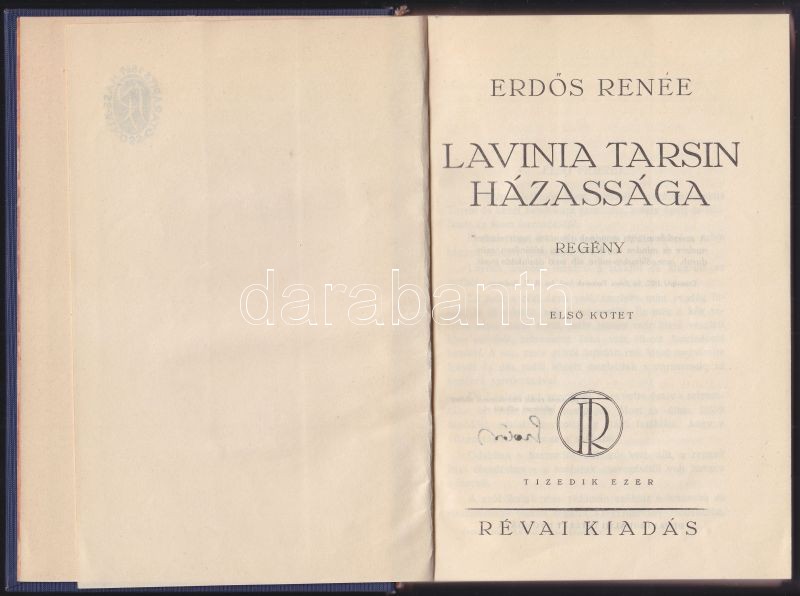 ERDŐS RENÉE
LAVINIA TARSIN
HÁZASSÁGA
REGÉNY
ELSŐ KÖTET
darabanth
TIZEDIK EZER
RÉVAI KIADÁS